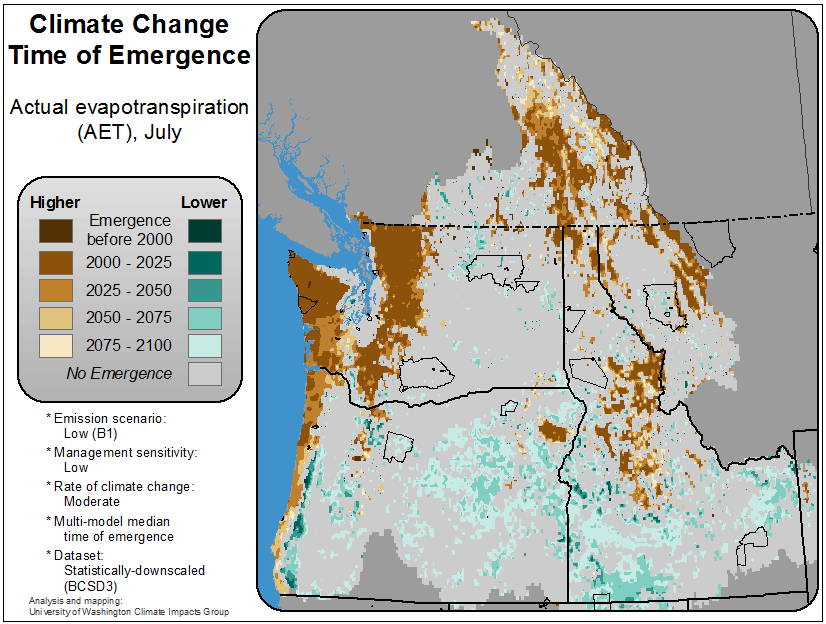 Climate Change
Time of Emergence
Actual evapotranspiration
(AET), July
Higher
Lower
Emergence
before 2000
2000 - 2025
2025 - 2050
2050 - 2075
2075 - 2100
No Emergence
* Emission scenario:
Low (B1)
* Management sensitivity:
Low
* Rate of climate change:
Moderate
* Multi-model median
time of emergence
* Dataset:
Statistically-downscaled
(BCSD3)
Analysis and mapping:
University of Washington Climate Impacts Group